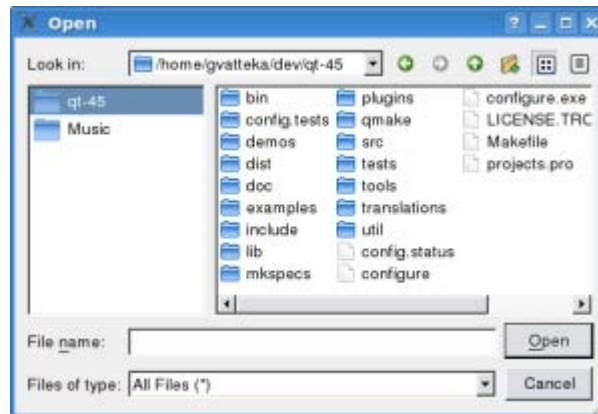 Open
Look in: /home/gvatteka/dev/qt-45
qt-45
Music
bin
config.tests
demos
dist
doc
examples
include
lib
mkspecs
plugins
qmake
src
tests
tools
translations
util
config.status
configure
configure.exe
LICENSE.TRO
Makefile
projects.pro
File name:
Open
Files of type: All Files (*)
Cancel